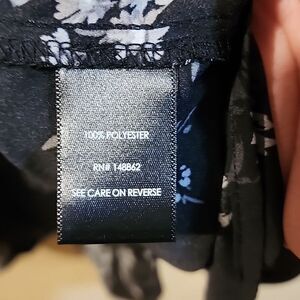 100% POLYESTER
RN# 148862
SEE CARE ON REVERSE